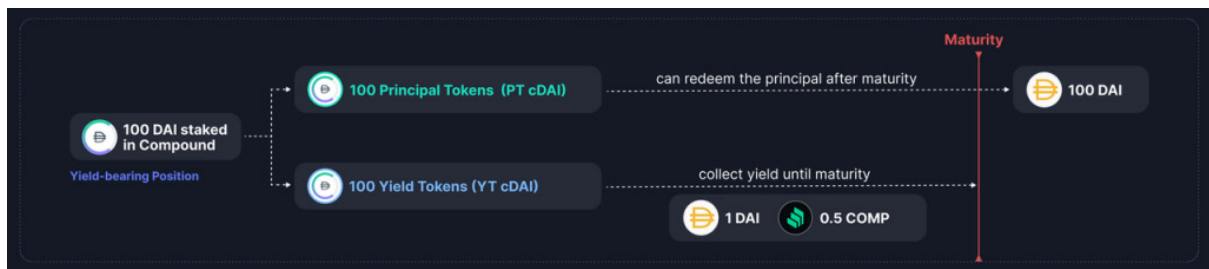 Maturity
100 Principal Tokens (PT cDAI)
can redeem the principal after maturity
100 DAI
100 DAI staked
in Compound
Yield-bearing Position
100 Yield Tokens (YT cDAI)
collect yield until maturity
1 DAI
0.5 COMP